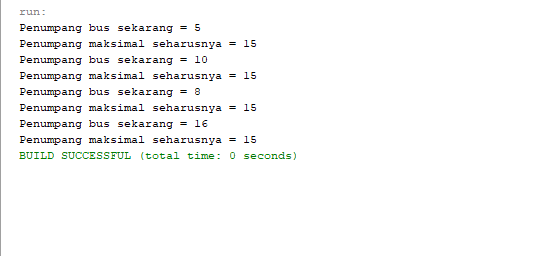 run:
Penumpang bus sekarang = 5
Penumpang maksimal seharusnya = 15
Penumpang bus sekarang = 10
Penumpang maksimal seharusnya = 15
Penumpang bus sekarang = 8
Penumpang maksimal seharusnya = 15
Penumpang bus sekarang = 16
Penumpang maksimal seharusnya = 15
BUILD SUCCESSFUL (total time: 0 seconds)